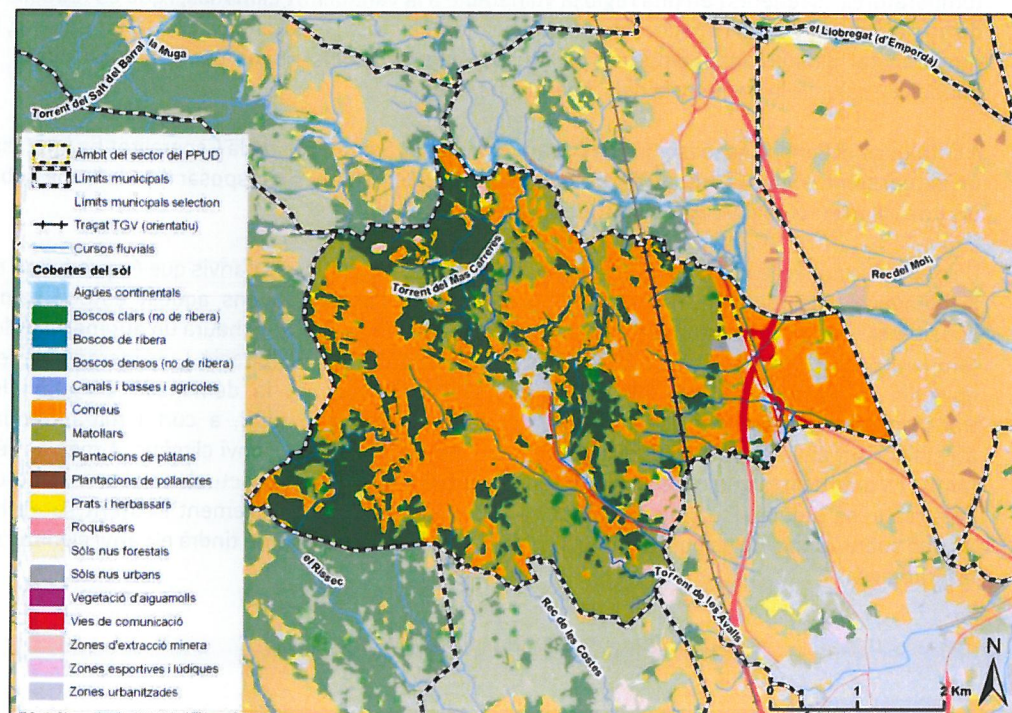 Torrent del Salt del Barral
la Muga
el Llobregat (d'Empordà)
Àmbit del sector del PPUD
Límits municipals
Límits municipals selection
Traçat TGV (orientatiu)
Cursos fluvials
Cobertes del sòl
Aigües continentals
Boscos clars (no de ribera)
Boscos de ribera
Boscos densos (no de ribera)
Canals i basses i agrícoles
Conreus
Matollars
Plantacions de plàtans
Plantacions de pollancres
Prats i herbassars
Roquissars
Sòls nus forestals
Sòls nus urbans
Vegetació d'aiguamolls
Vies de comunicació
Zones d'extracció minera
Zones esportives i lúdiques
Zones urbanitzades
Torrent del Mas Carreres
Rec del Molí
el Rissec
Rec de les Costes
Torrent de les Avalls
N
0 1 2 Km